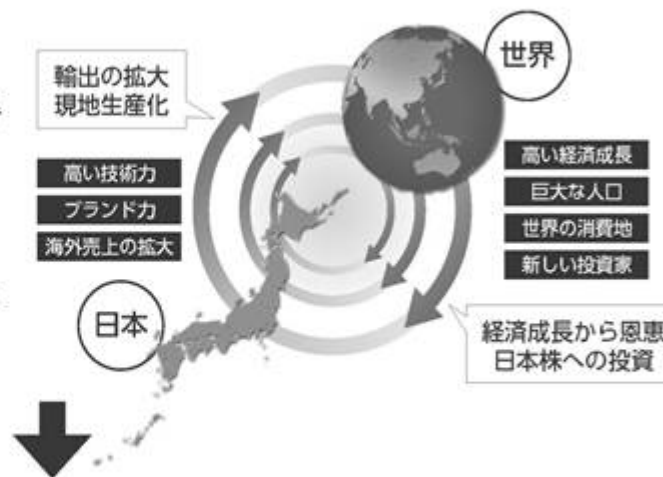 世界
輸出の拡大
現地生産化
高い技術力
ブランド力
海外売上の拡大
高い経済成長
巨大な人口
世界の消費地
新しい投資家
日本
経済成長から恩恵
日本株への投資